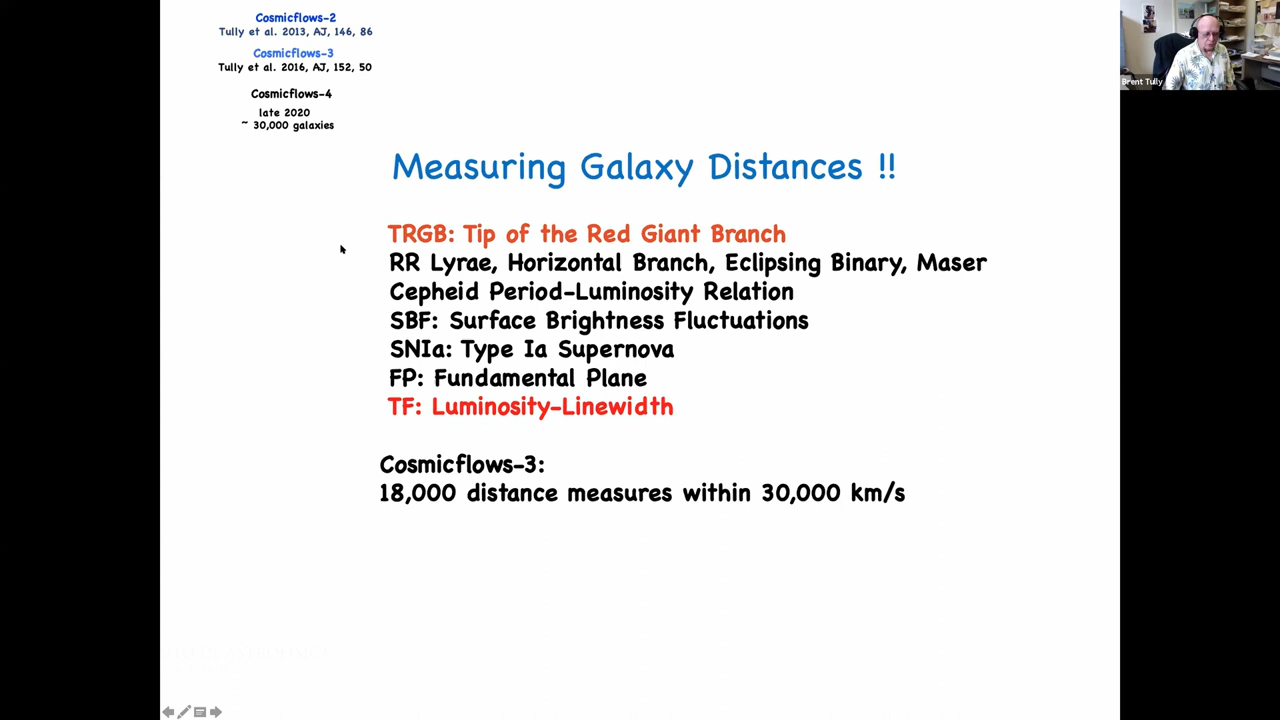 Cosmicflows-2
Tully et al. 2013, AJ, 146, 86
Cosmicflows-3
Tully et al. 2016, AJ, 152, 50
Cosmicflows-4
late 2020
~ 30,000 galaxies
Brent Tully
Measuring Galaxy Distances !!
TRGB: Tip of the Red Giant Branch
RR Lyrae, Horizontal Branch, Eclipsing Binary, Maser
Cepheid Period-Luminosity Relation
SBF: Surface Brightness Fluctuations
SNIa: Type Ia Supernova
FP: Fundamental Plane
TF: Luminosity-Linewidth
Cosmicflows-3:
18,000 distance measures within 30,000 km/s